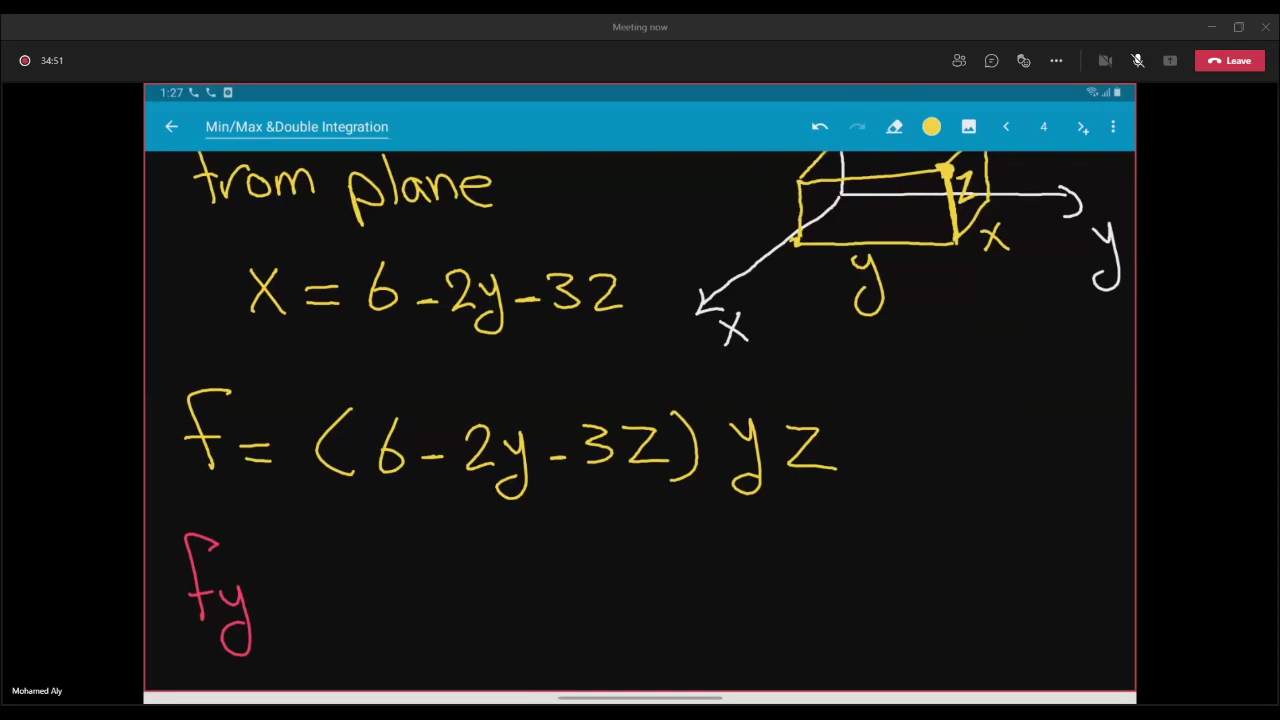 Meeting now
34:51
Leave
1:27
Min/Max &Double Integration
4
from plane
z
x
y
y
x = 6 - 2y - 3z
x
f = (6 - 2y - 3z) y z
fy
Mohamed Aly